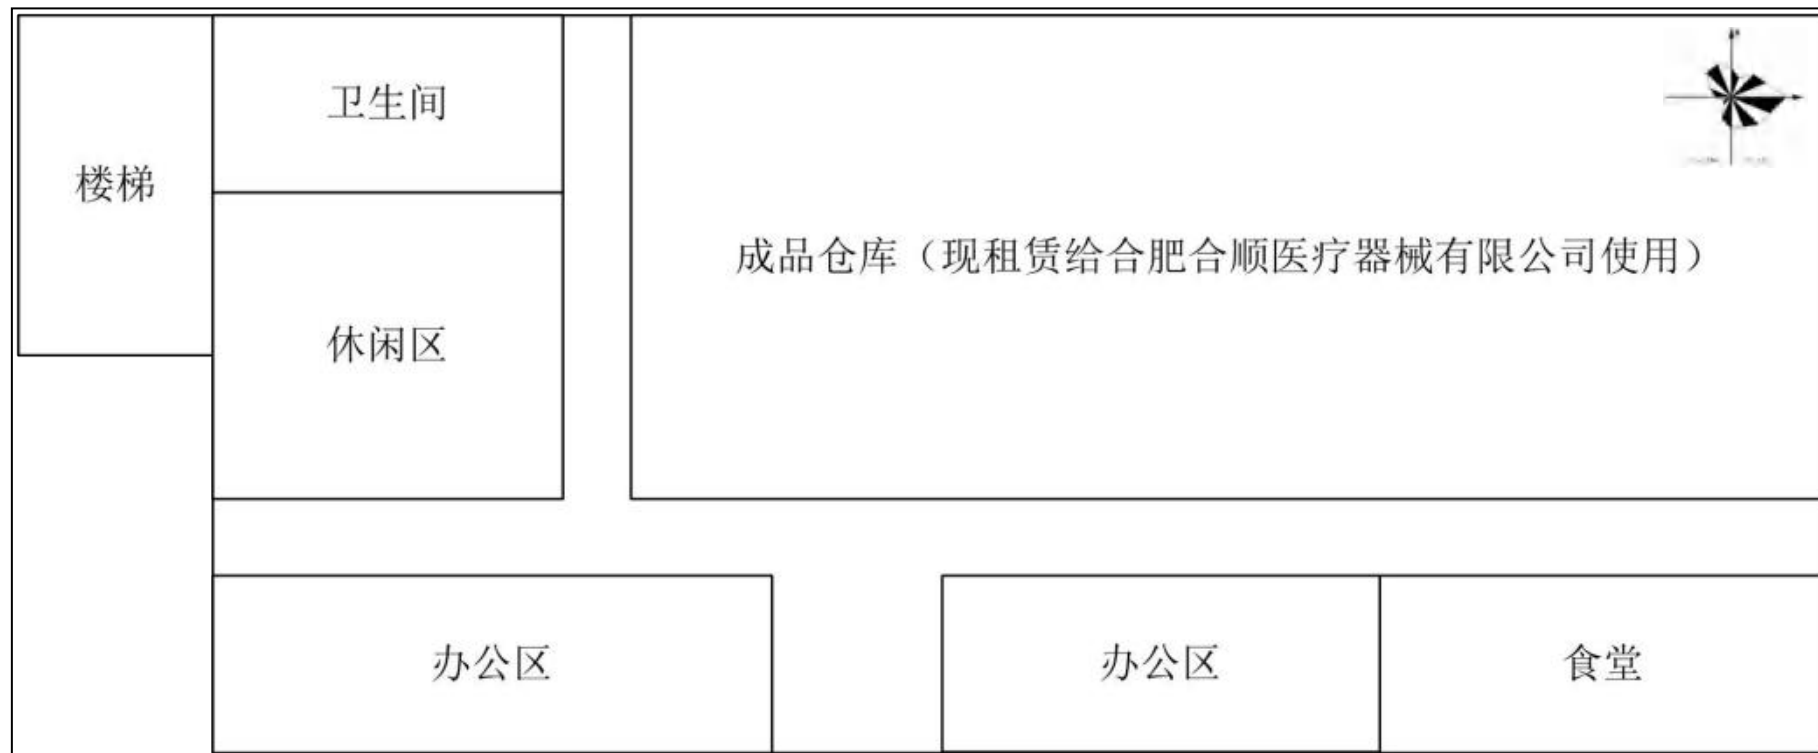 卫生间
楼梯
成品仓库（现租赁给合肥合顺医疗器械有限公司使用）
休闲区
办公区
办公区
食堂